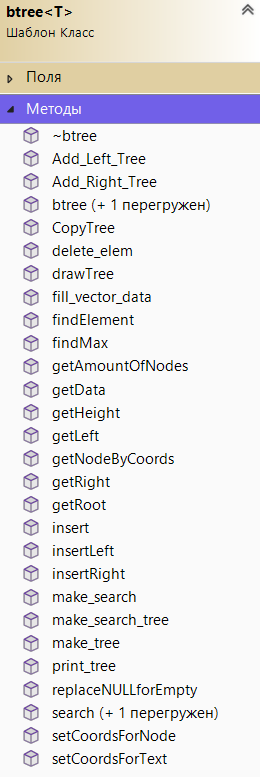 btree<T>
Шаблон Класс
Поля
Методы
~btree
Add_Left_Tree
Add_Right_Tree
btree (+ 1 перегружен)
CopyTree
delete_elem
drawTree
fill_vector_data
findElement
findMax
getAmountOfNodes
getData
getHeight
getLeft
getNodeByCoords
getRight
getRoot
insert
insertLeft
insertRight
make_search
make_search_tree
make_tree
print_tree
replaceNULLforEmpty
search (+ 1 перегружен)
setCoordsForNode
setCoordsForText